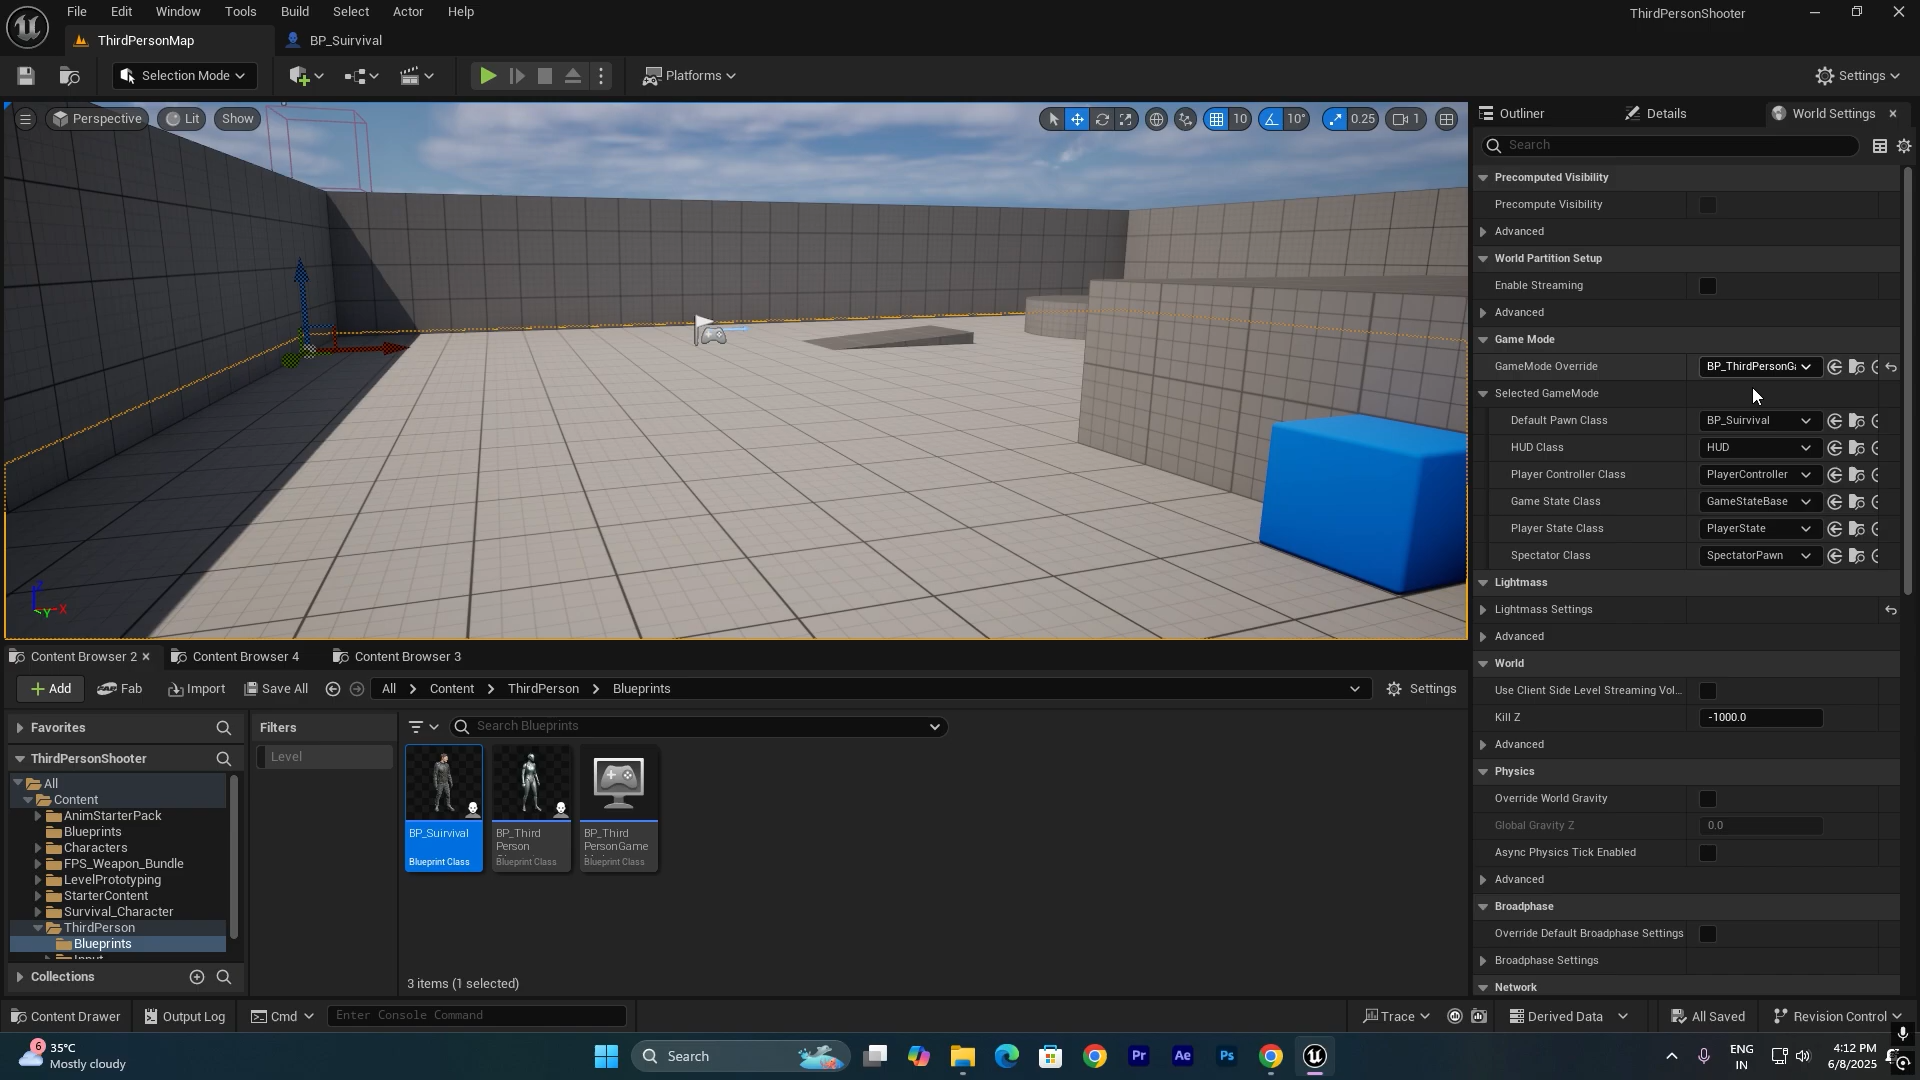 File Edit Window Tools Build Select Actor Help
ThirdPersonShooter
ThirdPersonMap
BP_Suirvival
Selection Mode
Platforms
Settings
Perspective
Lit
Show
10
10°
0.25
1
Outliner
Details
World Settings
Search
Precomputed Visibility
Precompute Visibility
Advanced
World Partition Setup
Enable Streaming
Advanced
Game Mode
GameMode Override BP_ThirdPersonGa
Selected GameMode
Default Pawn Class BP_Suirvival
HUD Class HUD
Player Controller Class PlayerController
Game State Class GameStateBase
Player State Class PlayerState
Spectator Class SpectatorPawn
Lightmass
Lightmass Settings
Advanced
World
Use Client Side Level Streaming Vol...
Kill Z -1000.0
Advanced
Physics
Override World Gravity
Global Gravity Z 0.0
Async Physics Tick Enabled
Advanced
Broadphase
Override Default Broadphase Settings
Broadphase Settings
Network
X
Y
Content Browser 2
Content Browser 4
Content Browser 3
Add
Fab
Import
Save All
All > Content > ThirdPerson > Blueprints
Settings
Favorites
ThirdPersonShooter
All
Content
AnimStarterPack
Blueprints
Characters
FPS_Weapon_Bundle
LevelPrototyping
StarterContent
Survival_Character
ThirdPerson
Blueprints
Input
Collections
Filters
Level
Search Blueprints
BP_Suirvival
Blueprint Class
BP_Third
Person
Blueprint Class
BP_Third
PersonGame
Blueprint Class
3 items (1 selected)
Content Drawer
Output Log
Cmd
Enter Console Command
Trace
Derived Data
All Saved
Revision Control
6
35°C
Mostly cloudy
Search
Pr
Ae
Ps
ENG
IN
4:12 PM
6/8/2025